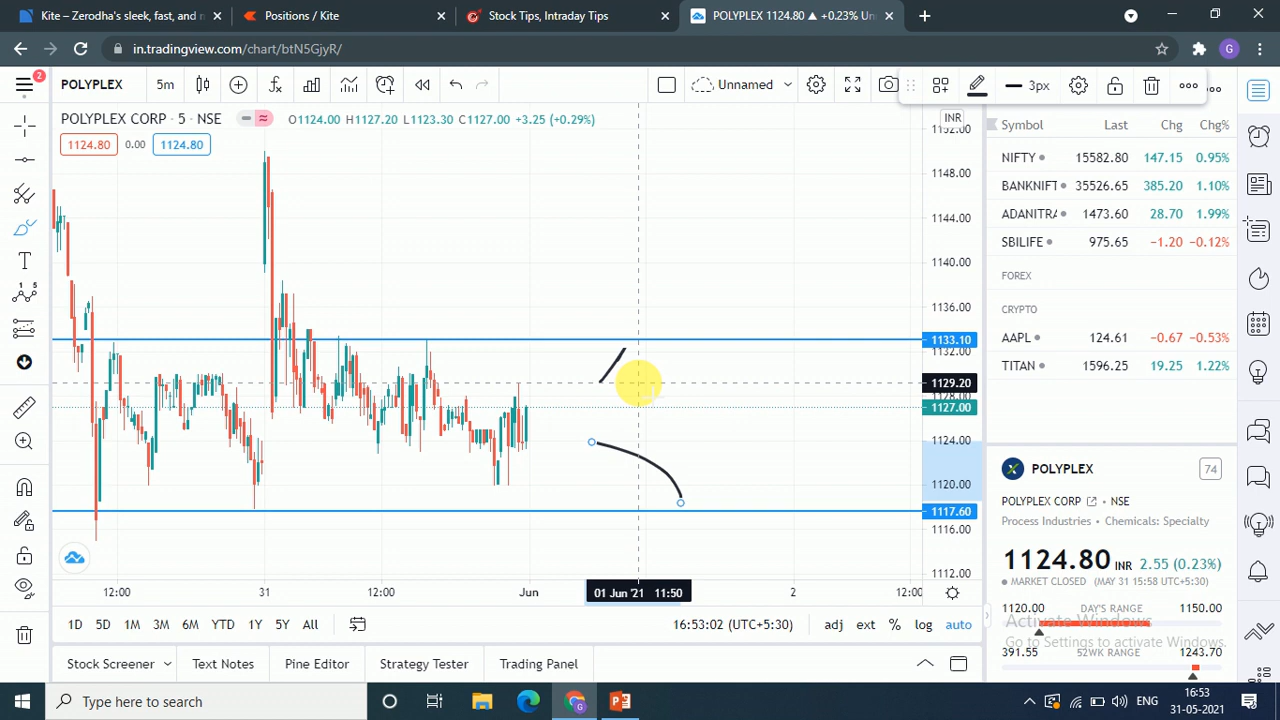 Kite – Zerodha's sleek, fast, and n
Positions / Kite
Stock Tips, Intraday Tips
POLYPLEX 1124.80 ▲ +0.23% Un
in.tradingview.com/chart/btN5GjyR/
G
2
POLYPLEX
5m
Unnamed
3px
POLYPLEX CORP • 5 • NSE
O1124.00 H1127.20 L1123.30 C1127.00 +3.25 (+0.29%)
1124.80
0.00
1124.80
INR
1152.00
1148.00
1144.00
1140.00
1136.00
1133.10
1132.00
1129.20
1128.00
1127.00
1124.00
1120.00
1117.60
1116.00
1112.00
12:00
31
12:00
Jun
01 Jun '21 11:50
2
12:00
1D 5D 1M 3M 6M YTD 1Y 5Y All
16:53:02 (UTC+5:30)
adj ext % log auto
Stock Screener
Text Notes
Pine Editor
Strategy Tester
Trading Panel
Symbol Last Chg Chg%
NIFTY 15582.80 147.15 0.95%
BANKNIFT 35526.65 385.20 1.10%
ADANITRA 1473.60 28.70 1.99%
SBILIFE 975.65 -1.20 -0.12%
FOREX
CRYPTO
AAPL 124.61 -0.67 -0.53%
TITAN 1596.25 19.25 1.22%
POLYPLEX
74
POLYPLEX CORP • NSE
Process Industries • Chemicals: Specialty
1124.80 INR 2.55 (0.23%)
MARKET CLOSED (MAY 31 15:58 UTC+5:30)
1120.00 DAY'S RANGE 1150.00
Activate Windows
Go to Settings to activate Windows.
391.55 52WK RANGE 1243.70
Type here to search
ENG
16:53
31-05-2021